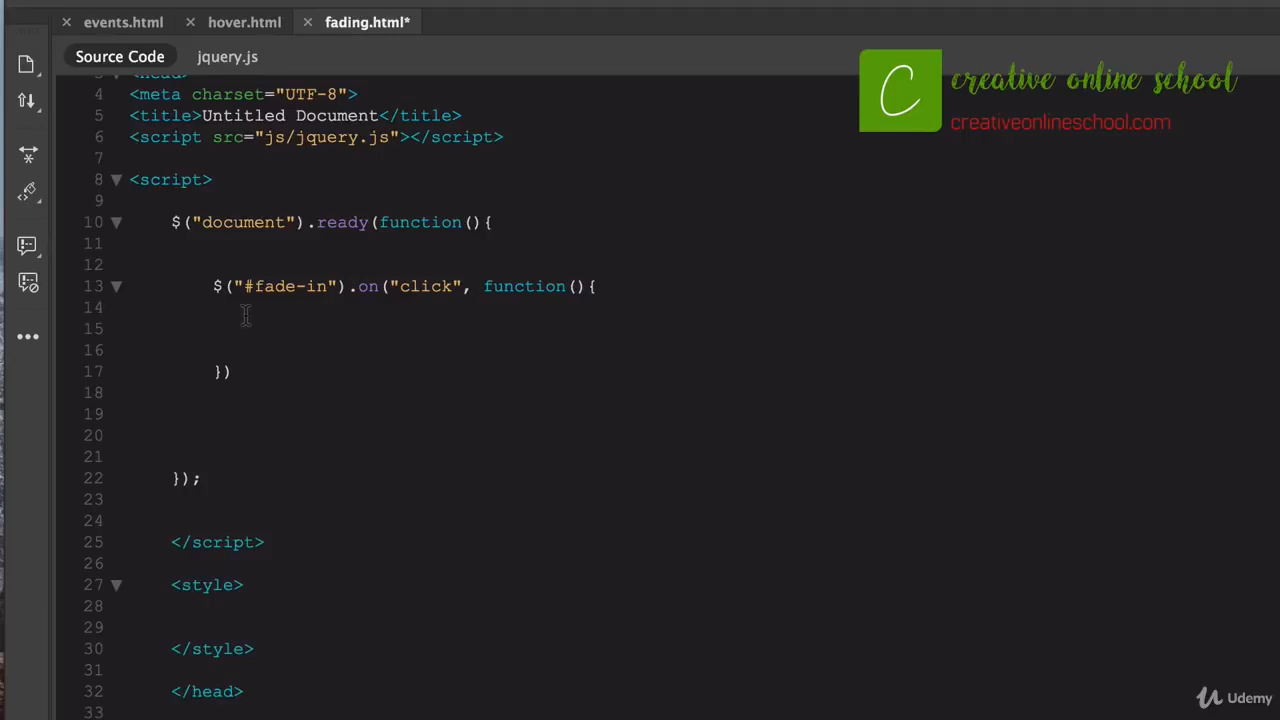 events.html hover.html fading.html*
Source Code jquery.js
creative online school
creativeonlineschool.com
C
3 <head>
4 <meta charset="UTF-8">
5 <title>Untitled Document</title>
6 <script src="js/jquery.js"></script>
7
8 <script>
9
10 $("document").ready(function(){
11
12
13 $("#fade-in").on("click", function(){
14
15
16
17 })
18
19
20
21
22 });
23
24
25 </script>
26
27 <style>
28
29
30 </style>
31
32 </head>
33
Udemy